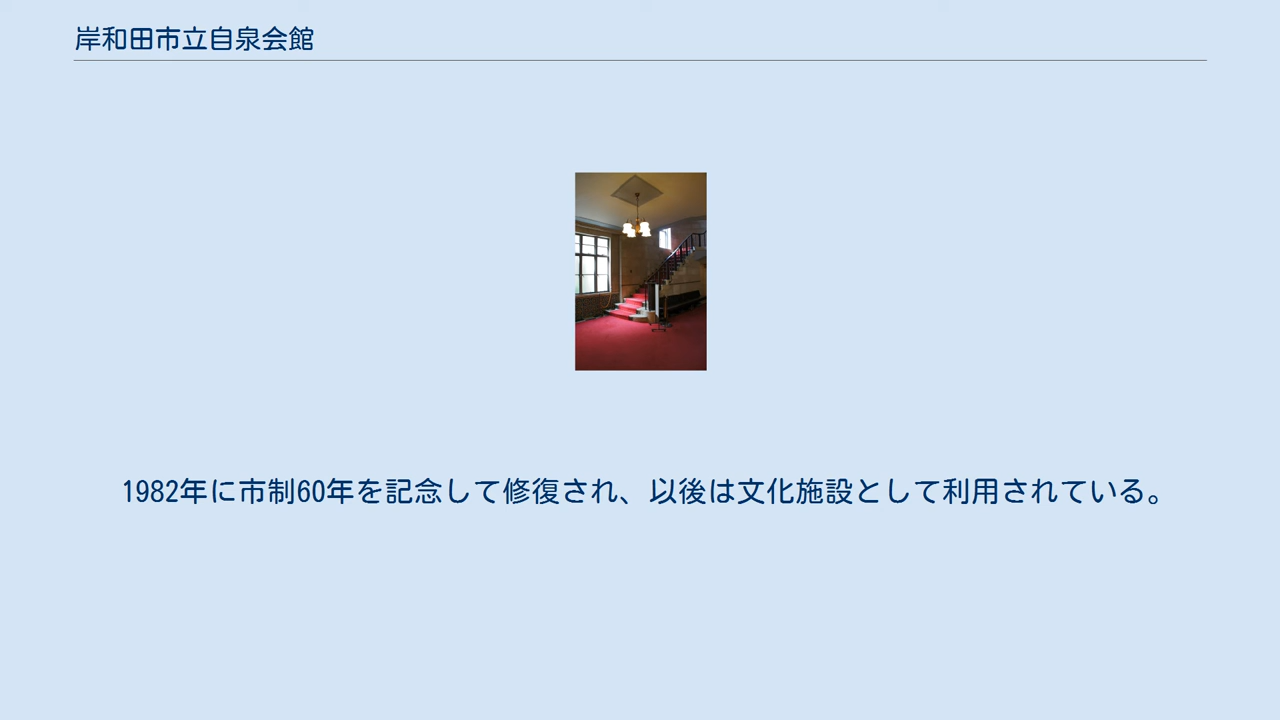 岸和田市立自泉会館
1982年に市制60年を記念して修復され、以後は文化施設として利用されている。